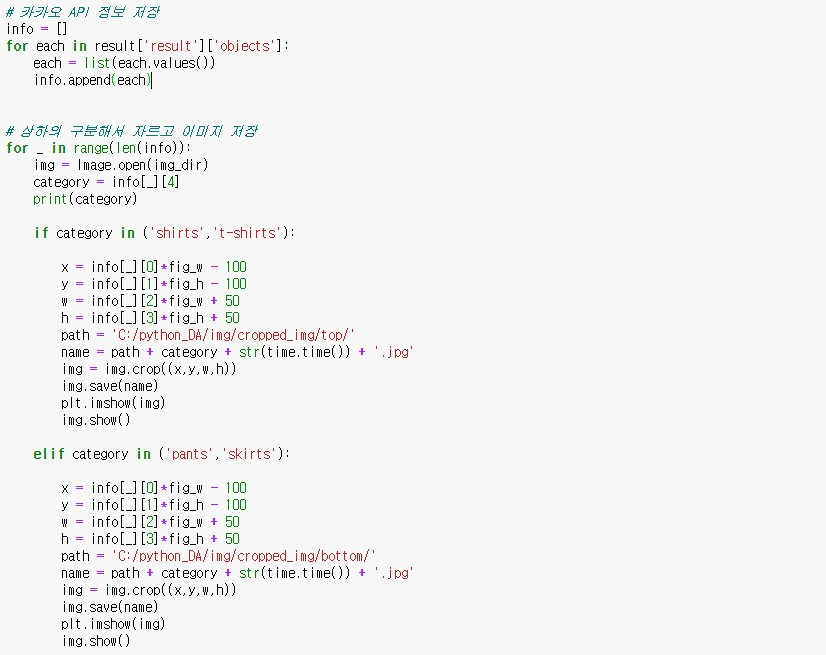 # 카카오 API 정보 저장
info = []
for each in result['result']['objects']:
    each = list(each.values())
    info.append(each)
# 상하의 구분해서 자르고 이미지 저장
for _ in range(len(info)):
    img = Image.open(img_dir)
    category = info[_][4]
    print(category)
    if category in ('shirts','t-shirts'):
        x = info[_][0]*fig_w - 100
        y = info[_][1]*fig_h - 100
        w = info[_][2]*fig_w + 50
        h = info[_][3]*fig_h + 50
        path = 'C:/python_DA/img/cropped_img/top/'
        name = path + category + str(time.time()) + '.jpg'
        img = img.crop((x,y,w,h))
        img.save(name)
        plt.imshow(img)
        img.show()
    elif category in ('pants','skirts'):
        x = info[_][0]*fig_w - 100
        y = info[_][1]*fig_h - 100
        w = info[_][2]*fig_w + 50
        h = info[_][3]*fig_h + 50
        path = 'C:/python_DA/img/cropped_img/bottom/'
        name = path + category + str(time.time()) + '.jpg'
        img = img.crop((x,y,w,h))
        img.save(name)
        plt.imshow(img)
        img.show()